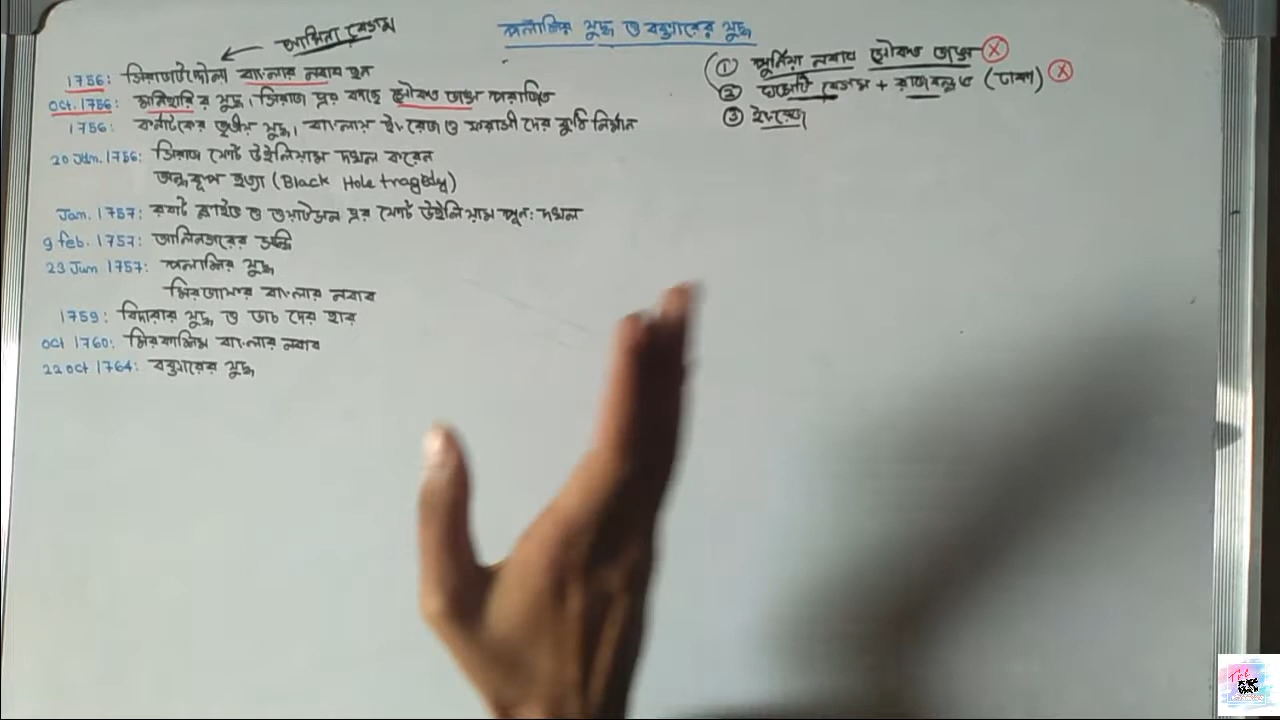 পলাশির যুদ্ধ ও বক্সারের যুদ্ধ
আমিনা বেগম
1756: সিরাজউদ্দৌলা বাংলার নবাব হন
Oct. 1756: মনিহারির যুদ্ধ। সিরাজ এর কাছে সৌকত জঙ্গ পরাজিত
1756: কর্নাটকের তৃতীয় যুদ্ধ। বাংলায় ইংরেজ ও ফরাসী দের কুঠি নির্মান
20 Jun. 1756: সিরাজ ফোর্ট উইলিয়াম দখল করেন
অন্ধকূপ হত্যা (Black Hole tragedy)
Jan. 1757: রবার্ট ক্লাইভ ও ওয়াটসন এর ফোর্ট উইলিয়াম পুন: দখল
9 feb. 1757: আলিনগরের সন্ধি
23 Jun 1757: পলাশির যুদ্ধ
মিরজাফর বাংলার নবাব
1759: বিদারার যুদ্ধ ও ডাচ দের হার
Oct 1760: মিরকাশিম বাংলার নবাব
22 Oct 1764: বক্সারের যুদ্ধ
① পূর্নিয়া নবাব সৌকত জঙ্গ X
② ঘসেটি বেগম + রাজবল্লভ (ঢাকা) X
③ ইংরেজ